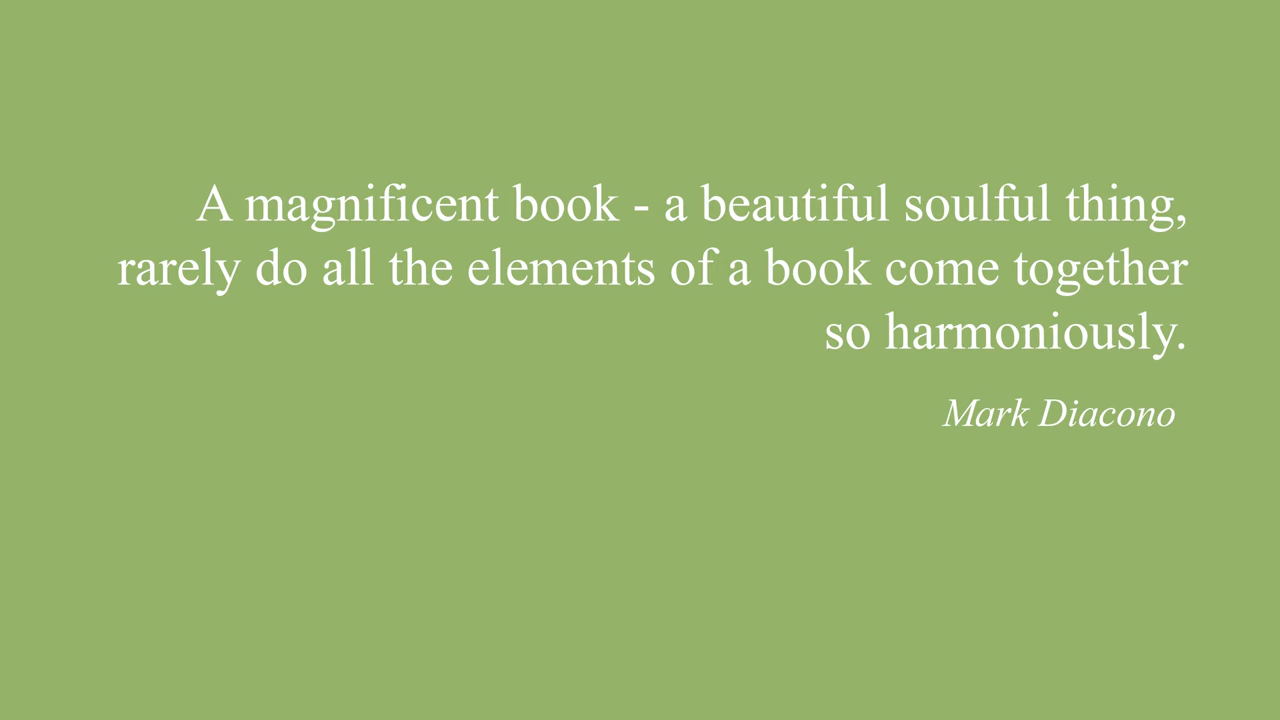 A magnificent book - a beautiful soulful thing,
rarely do all the elements of a book come together
so harmoniously.
Mark Diacono